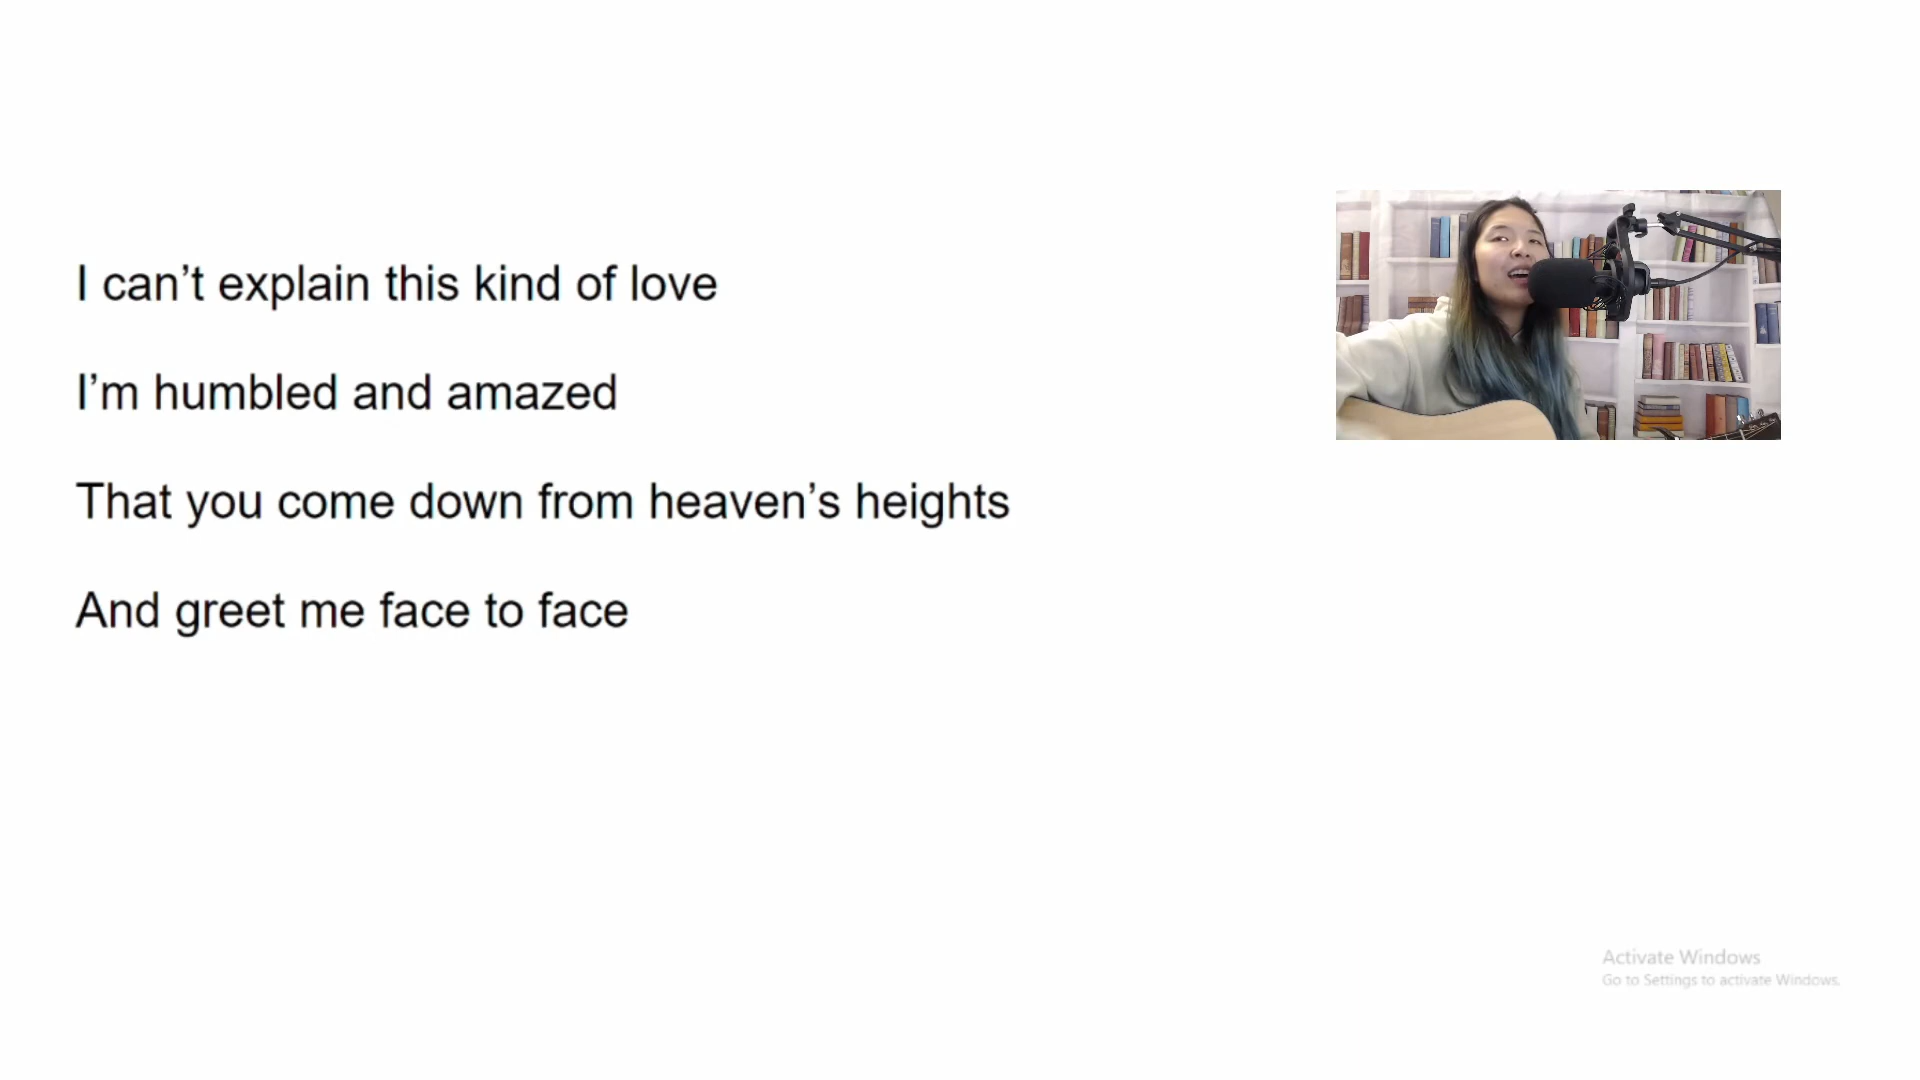 I can’t explain this kind of love
I’m humbled and amazed
That you come down from heaven’s heights
And greet me face to face
Activate Windows
Go to Settings to activate Windows.